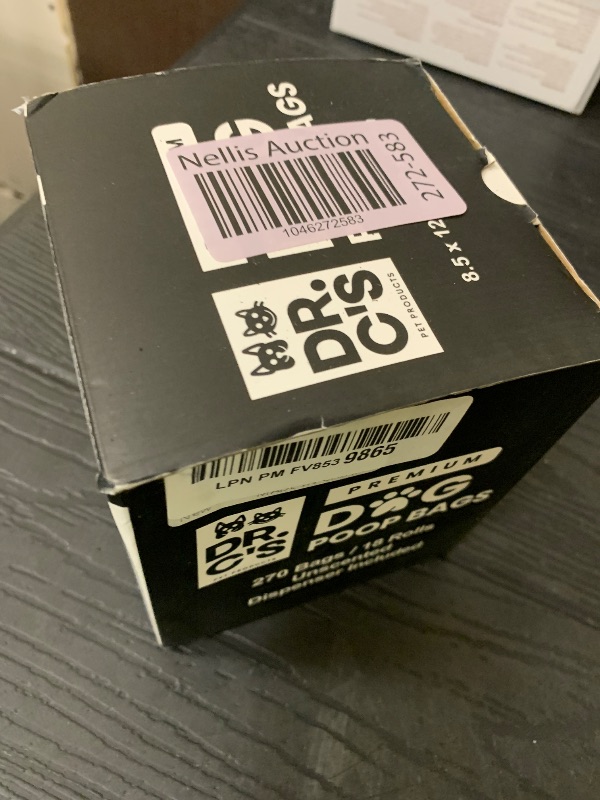 Nellis Auction
272-583
1046272583
AGS
8.5 x 12
DR.
C'S
PET PRODUCTS
LPN PM FV853 9865
PREMIUM
DOG
POOP BAGS
DR.
C'S
270 Bags / 18 Rolls
Unscented
Dispenser Included